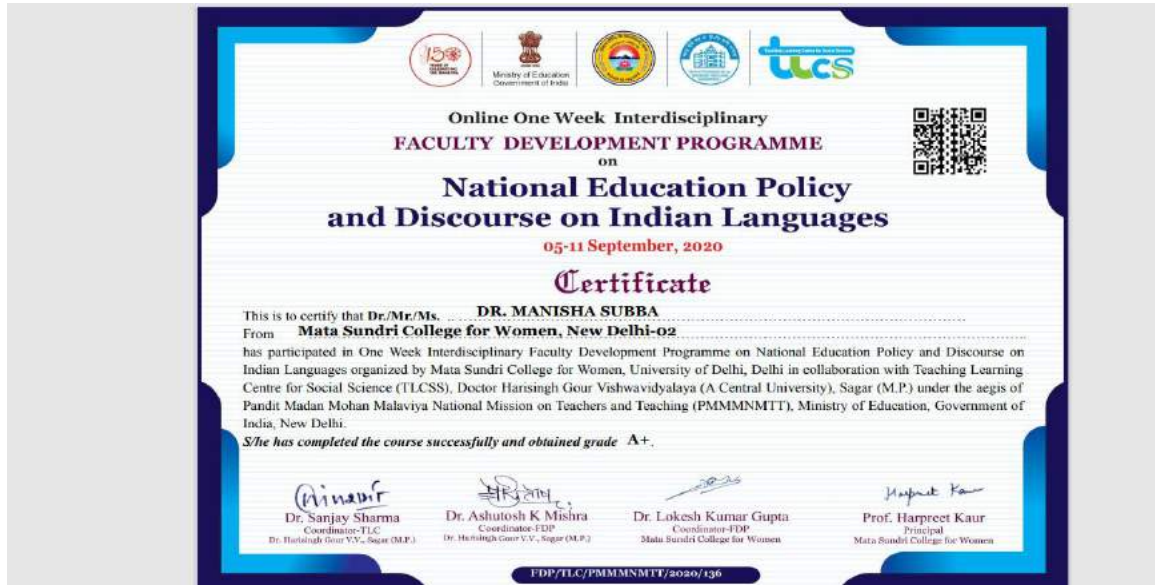 Ministry of Education
Government of India
Online One Week Interdisciplinary
FACULTY DEVELOPMENT PROGRAMME
on
National Education Policy
and Discourse on Indian Languages
05-11 September, 2020
Certificate
This is to certify that Dr./Mr./Ms. DR. MANISHA SUBBA
From Mata Sundri College for Women, New Delhi-02
has participated in One Week Interdisciplinary Faculty Development Programme on National Education Policy and Discourse on
Indian Languages organized by Mata Sundri College for Women, University of Delhi, Delhi in collaboration with Teaching Learning
Centre for Social Science (TLCSS), Doctor Harisingh Gour Vishwavidyalaya (A Central University), Sagar (M.P.) under the aegis of
Pandit Madan Mohan Malaviya National Mission on Teachers and Teaching (PMMMNMTT), Ministry of Education, Government of
India, New Delhi.
S/he has completed the course successfully and obtained grade A+.
Harpreet Kaur
Dr. Sanjay Sharma
Coordinator-TLC
Dr. Harisingh Gour V.V., Sagar (M.P.)
Dr. Ashutosh K Mishra
Coordinator-FDP
Dr. Harisingh Gour V.V., Sagar (M.P.)
Dr. Lokesh Kumar Gupta
Coordinator-FDP
Mata Sundri College for Women
Prof. Harpreet Kaur
Principal
Mata Sundri College for Women
FDP/TLC/PMMMNMTT/2020/136